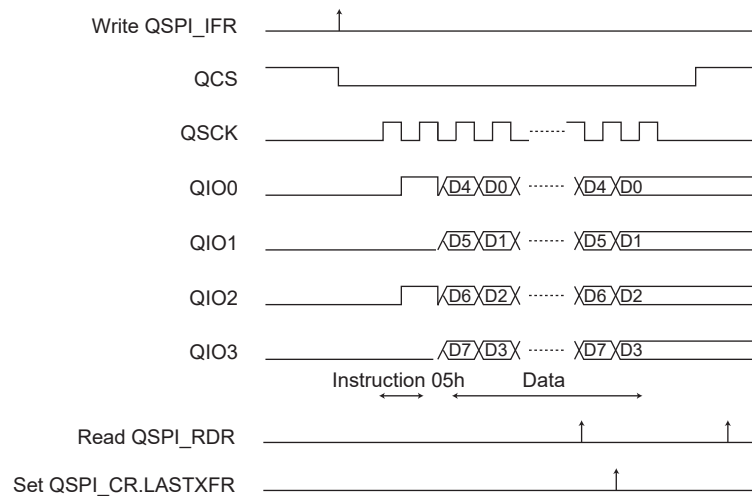 Write QSPI_IFR
QCS
QSCK
QIO0 D4 D0 D4 D0
QIO1 D5 D1 D5 D1
QIO2 D6 D2 D6 D2
QIO3 D7 D3 D7 D3
Instruction 05h Data
Read QSPI_RDR
Set QSPI_CR.LASTXFR